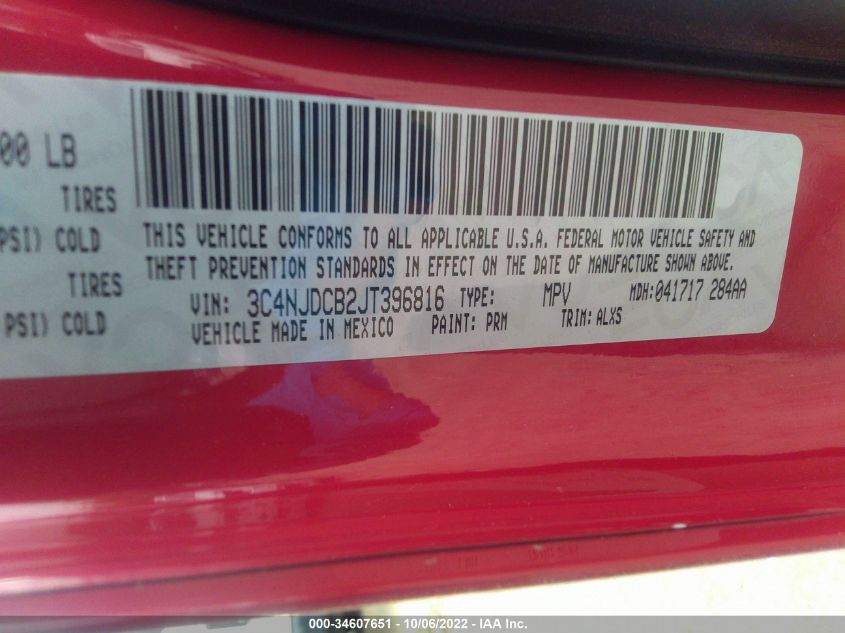 00 LB
TIRES
PSI) COLD
TIRES
PSI) COLD
THIS VEHICLE CONFORMS TO ALL APPLICABLE U.S.A. FEDERAL MOTOR VEHICLE SAFETY AND
THEFT PREVENTION STANDARDS IN EFFECT ON THE DATE OF MANUFACTURE SHOWN ABOVE.
VIN: 3C4NJDCB2JT396816 TYPE: MPV MDH:041717 284AA
VEHICLE MADE IN MEXICO PAINT: PRM TRIM: ALXS
000-34607651 - 10/06/2022 - IAA Inc.